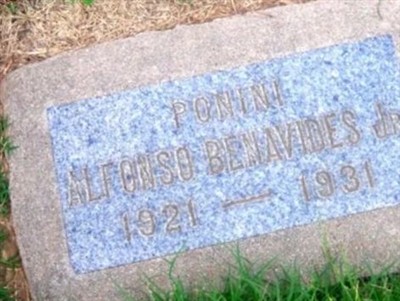 PONINI
ALFONSO BENAVIDES Jr
1921 — 1931